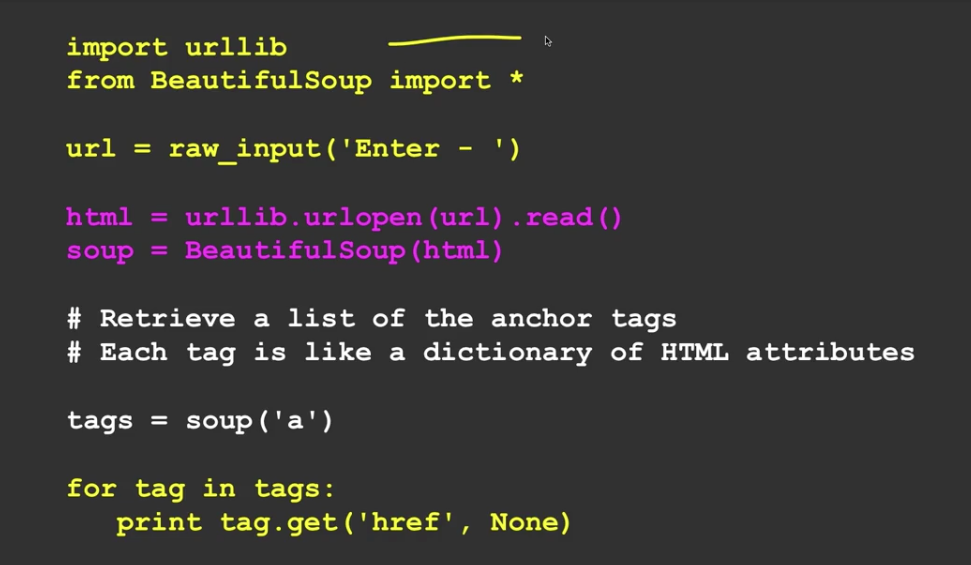 import urllib
from BeautifulSoup import *
url = raw_input('Enter - ')
html = urllib.urlopen(url).read()
soup = BeautifulSoup(html)
# Retrieve a list of the anchor tags
# Each tag is like a dictionary of HTML attributes
tags = soup('a')
for tag in tags:
   print tag.get('href', None)